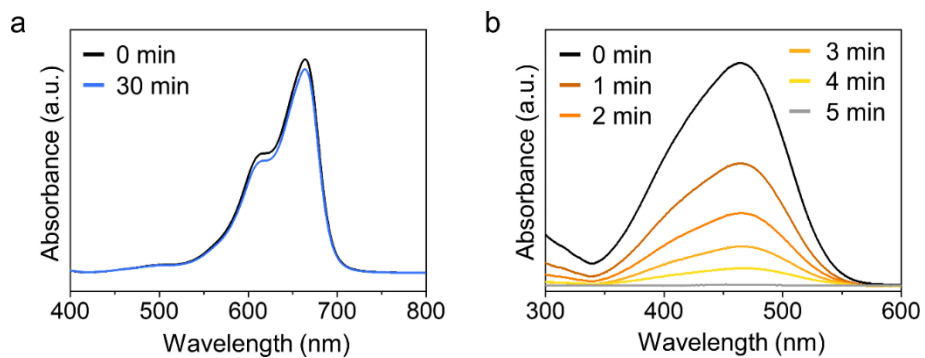 a
0 min
30 min
Absorbance (a.u.)
400 500 600 700 800
Wavelength (nm)
b
0 min
1 min
2 min
3 min
4 min
5 min
Absorbance (a.u.)
300 400 500 600
Wavelength (nm)